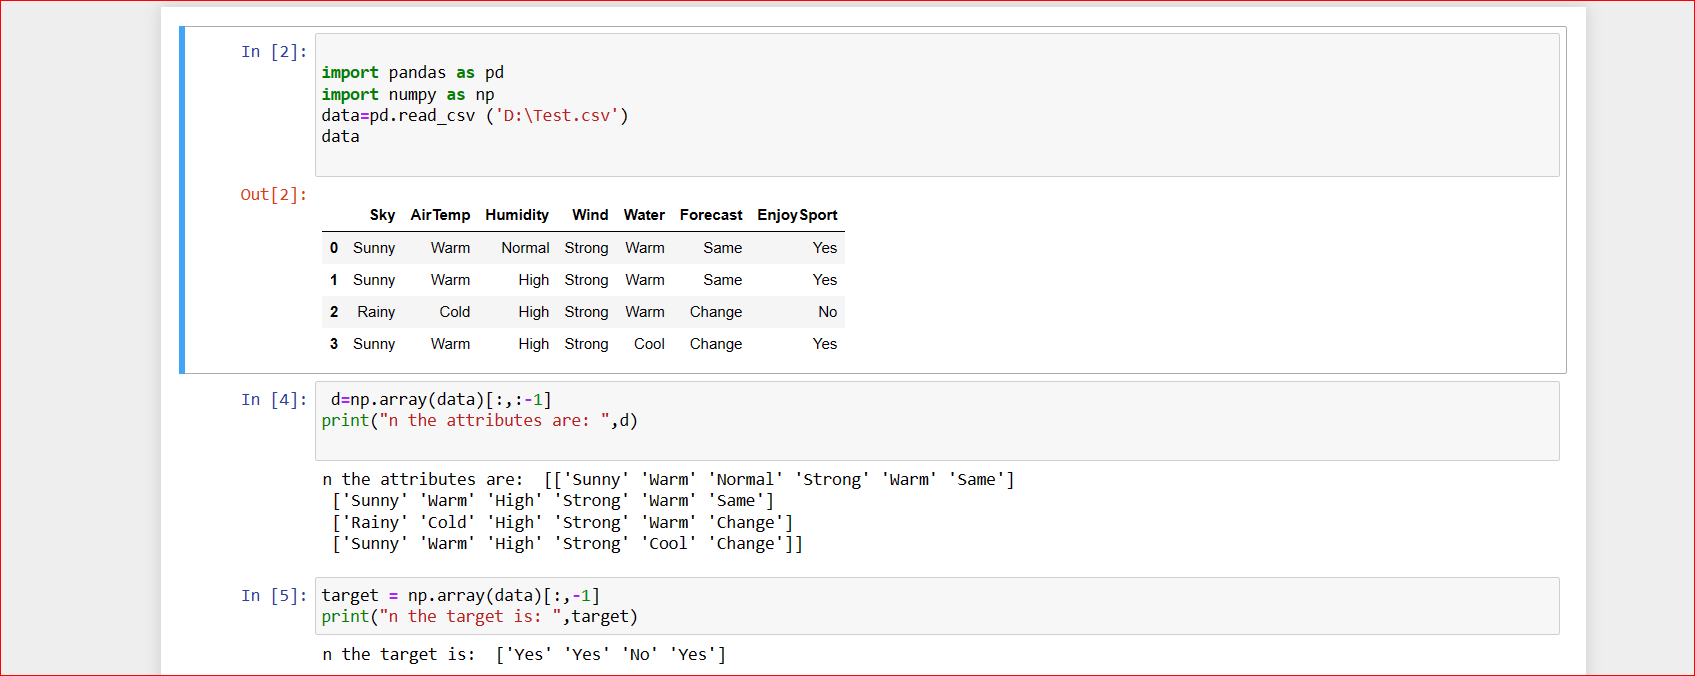 In [2]:
import pandas as pd
import numpy as np
data=pd.read_csv ('D:\Test.csv')
data
Out[2]:
Sky AirTemp Humidity Wind Water Forecast EnjoySport
0 Sunny Warm Normal Strong Warm Same Yes
1 Sunny Warm High Strong Warm Same Yes
2 Rainy Cold High Strong Warm Change No
3 Sunny Warm High Strong Cool Change Yes
In [4]: d=np.array(data)[:,:-1]
print("n the attributes are: ",d)
n the attributes are:  [['Sunny' 'Warm' 'Normal' 'Strong' 'Warm' 'Same']
['Sunny' 'Warm' 'High' 'Strong' 'Warm' 'Same']
['Rainy' 'Cold' 'High' 'Strong' 'Warm' 'Change']
['Sunny' 'Warm' 'High' 'Strong' 'Cool' 'Change']]
In [5]: target = np.array(data)[:,-1]
print("n the target is: ",target)
n the target is:  ['Yes' 'Yes' 'No' 'Yes']